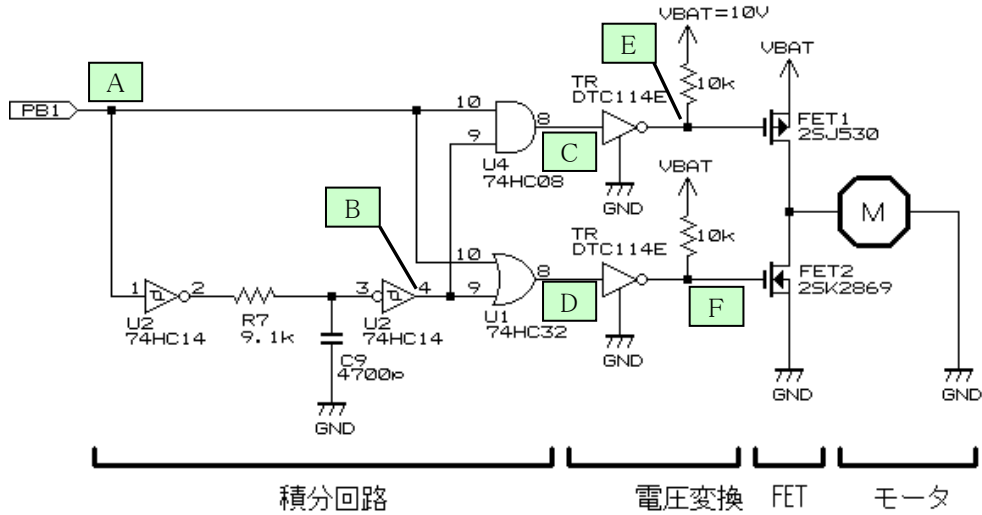 VBAT=10V
E
VBAT
A
TR
DTC114E
10k
PB1
10
8
FET1
2SJ530
9
C
U4
74HC08
VBAT
GND
B
M
TR
DTC114E
10k
10
8
FET2
2SK2869
1
2
3
4
9
D
F
U2
74HC14
R7
9.1k
U2
74HC14
U1
74HC32
GND
C9
4700p
GND
GND
GND
積分回路
電圧変換
FET
モータ